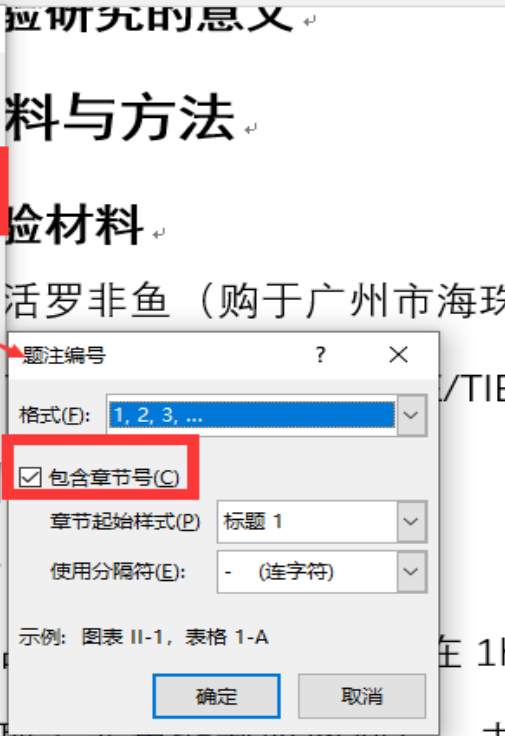 验研究的意义
料与方法
验材料
活罗非鱼（购于广州市海珠
题注编号 ?
/TIE
格式(F): 1, 2, 3, ...
包含章节号(C)
章节起始样式(P) 标题 1
使用分隔符(E): - (连字符)
示例: 图表 II-1, 表格 1-A
在 1h
确定 取消